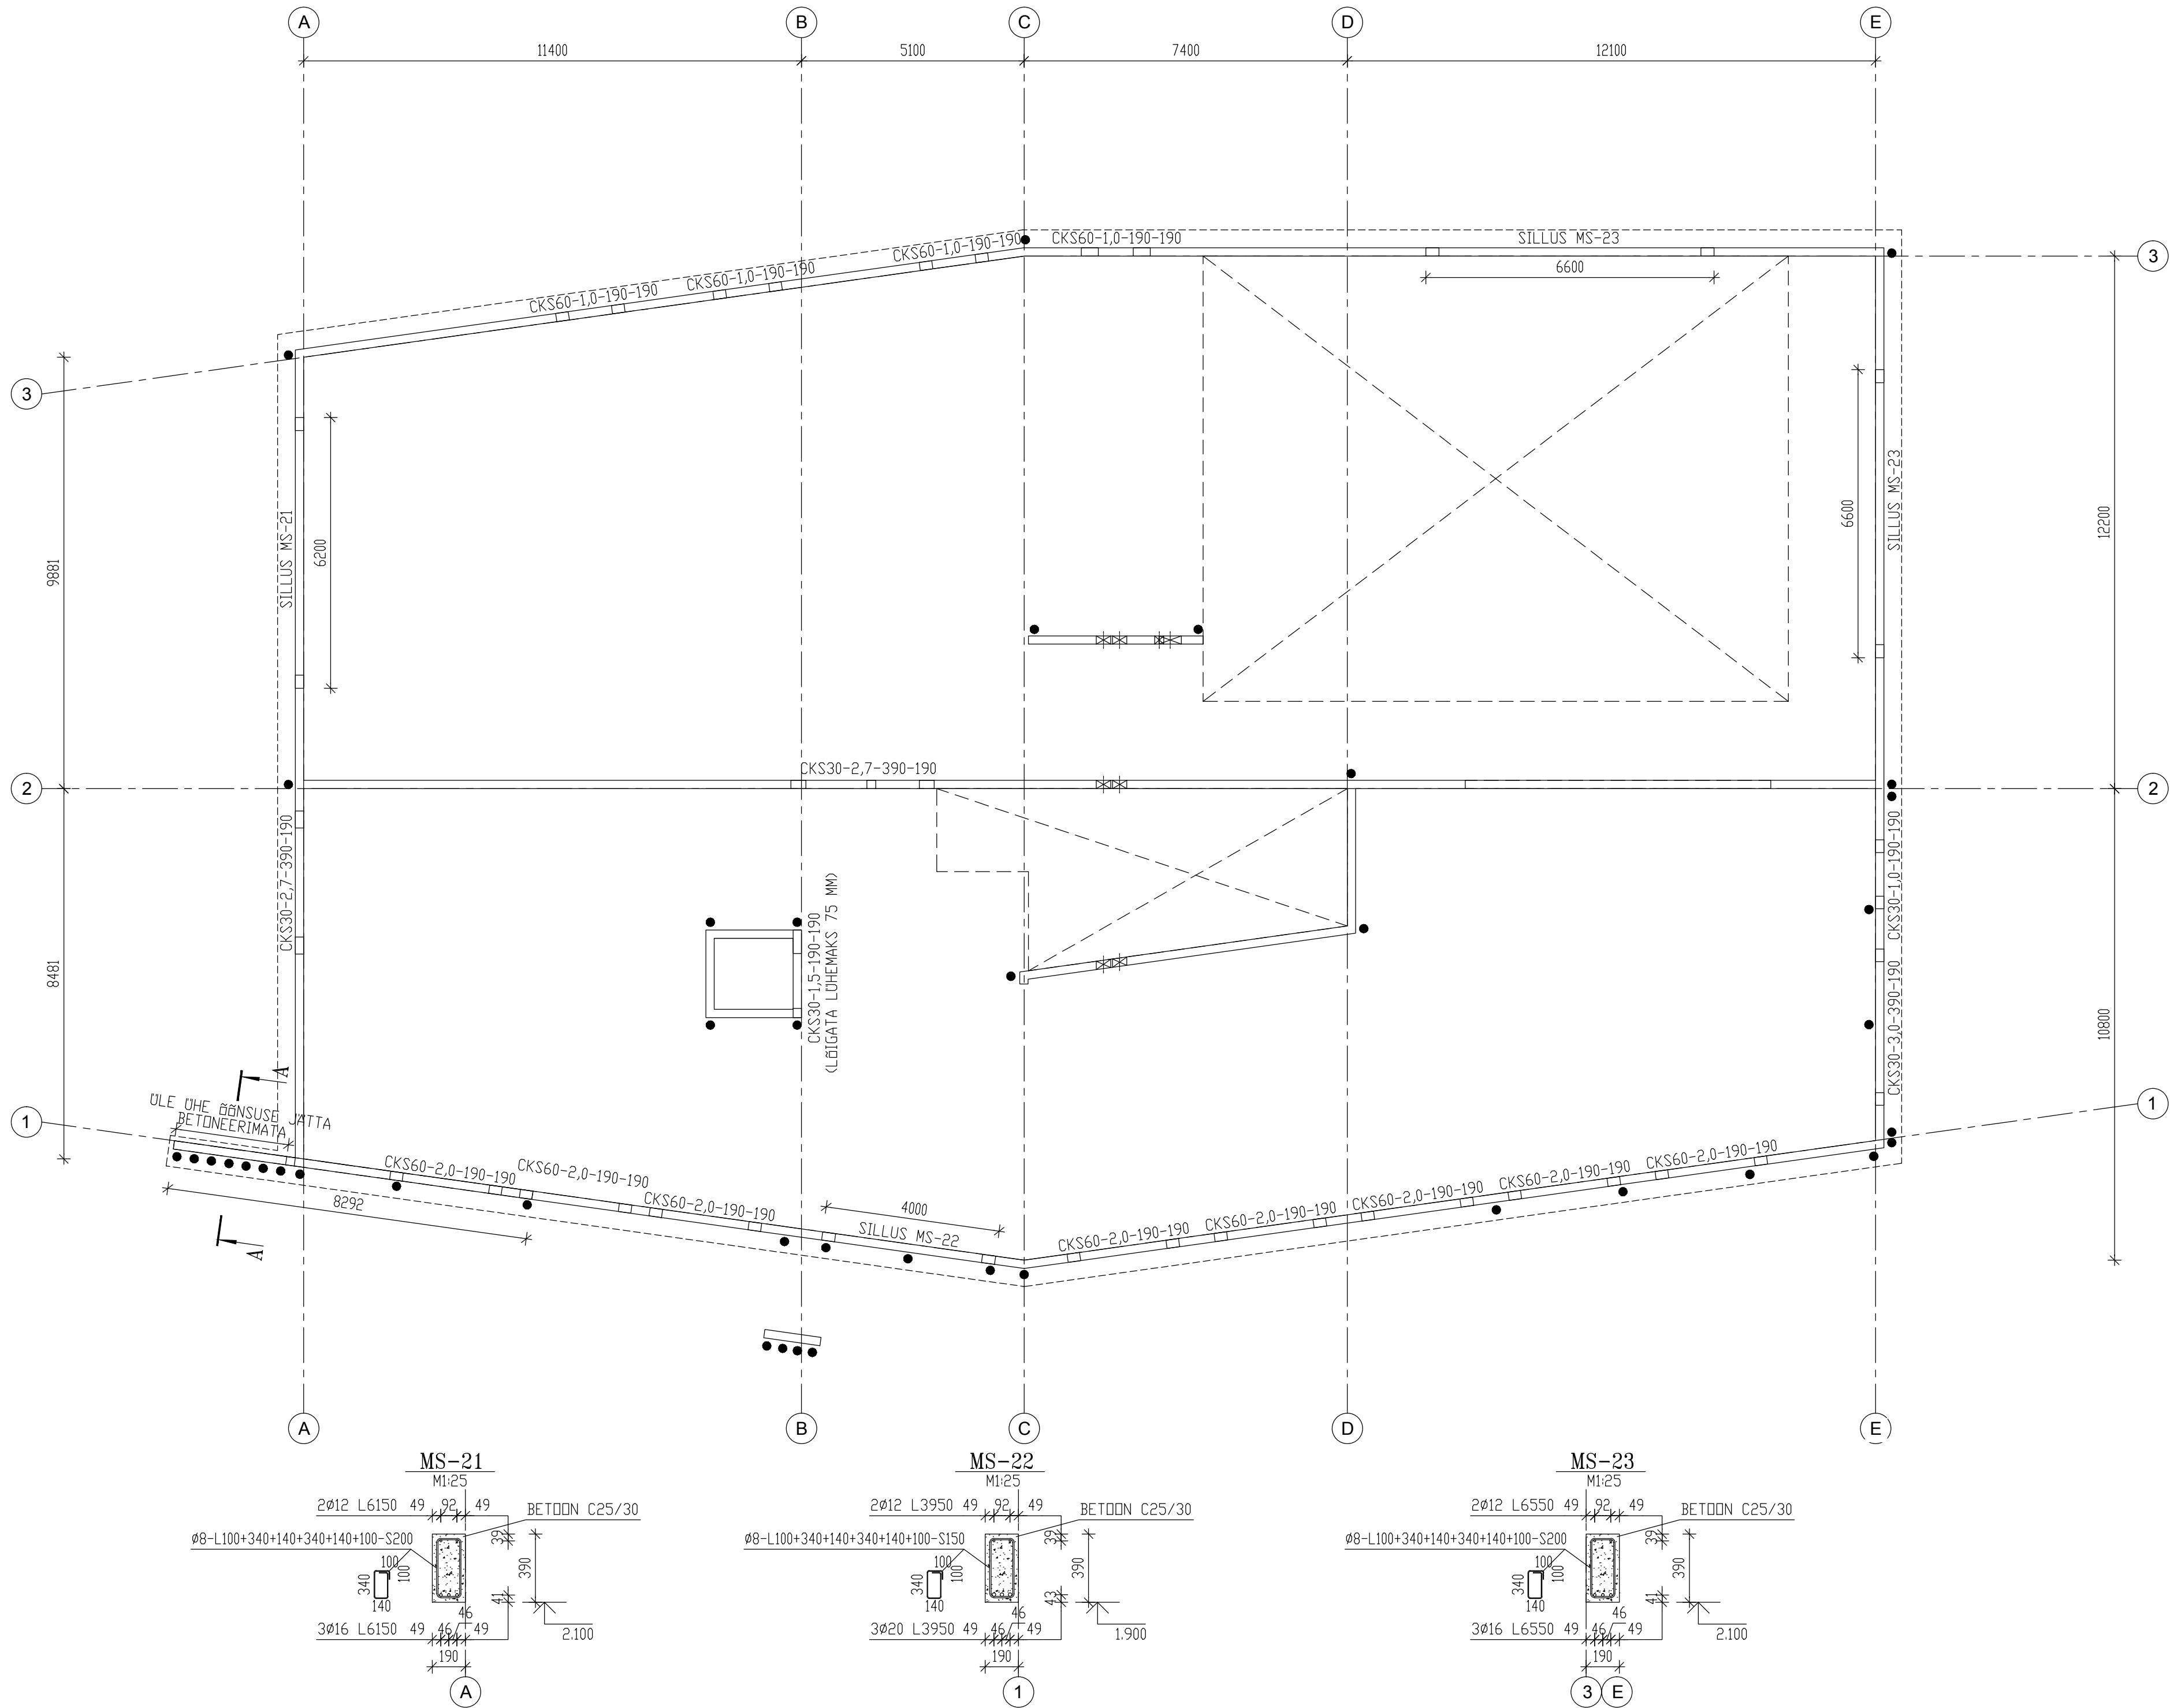 A B C D E
11400 5100 7400 12100
CKS60-1,0-190-190
CKS60-1,0-190-190
CKS60-1,0-190-190
CKS60-1,0-190-190
SILLUS MS-23
6600
3
3
9881
SILLUS MS-21
6200
6600
SILLUS MS-23
12200
2
CKS30-2,7-390-190
2
8481
CKS30-2,7-390-190
CKS30-1,5-190-190
(LÕIGATA LÜHEMAKS 75 MM)
CKS30-1,0-190-190
CKS30-3,0-390-190
10800
A
ÜLE ÜHE ÕÕNSUSE JÄTTA
BETONEERIMATA
1
1
8292
A
CKS60-2,0-190-190
CKS60-2,0-190-190
CKS60-2,0-190-190
4000
SILLUS MS-22
CKS60-2,0-190-190
CKS60-2,0-190-190
CKS60-2,0-190-190
CKS60-2,0-190-190
CKS60-2,0-190-190
A B C D E
MS-21
M1:25
2Ø12 L6150 49 92 49
BETOON C25/30
Ø8-L100+340+140+340+140+100-S200
39
390
100
100
340
140
41
46
3Ø16 L6150 49 46 49
2.100
190
A
MS-22
M1:25
2Ø12 L3950 49 92 49
BETOON C25/30
Ø8-L100+340+140+340+140+100-S150
39
390
100
100
340
140
43
46
3Ø20 L3950 49 46 49
1.900
190
1
MS-23
M1:25
2Ø12 L6550 49 92 49
BETOON C25/30
Ø8-L100+340+140+340+140+100-S200
39
390
100
100
340
140
41
46
3Ø16 L6550 49 46 49
2.100
190
3 E